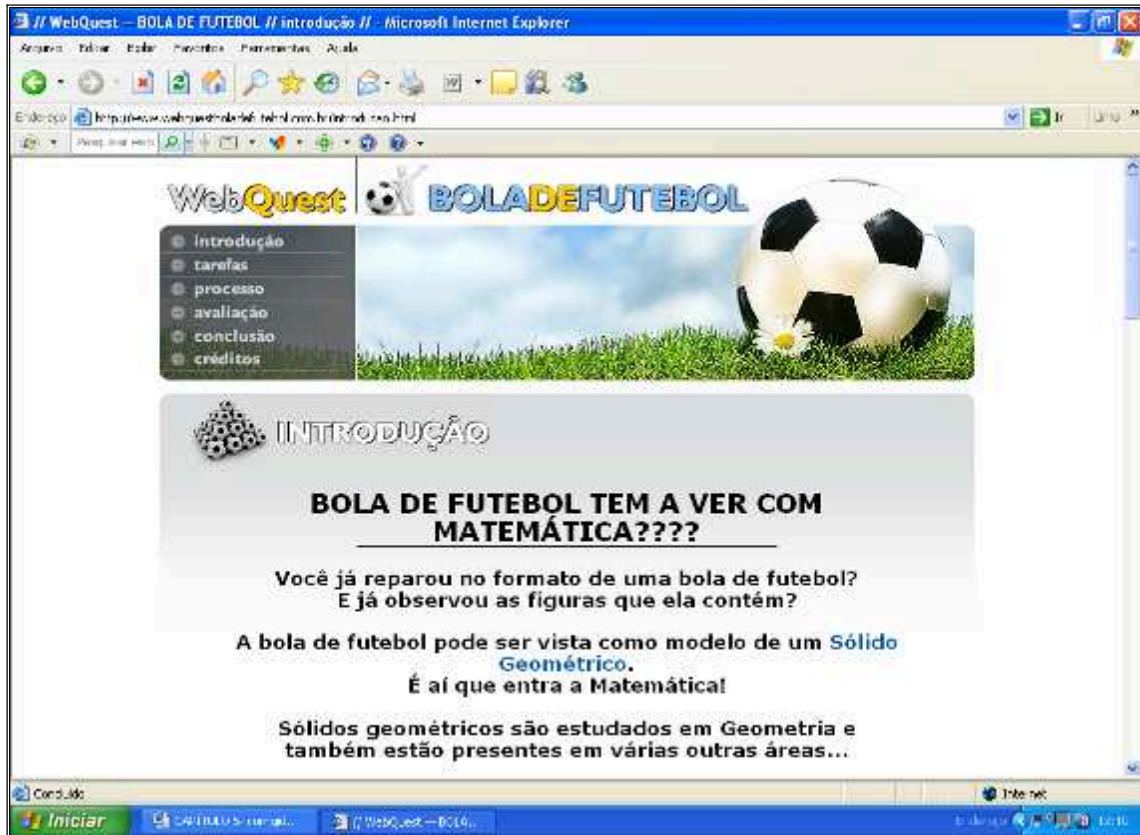 // WebQuest — BOLA DE FUTEBOL // introdução // - Microsoft Internet Explorer
Arquivo Editar Exibir Favoritos Ferramentas Ajuda
Endereço Ir
WebQuest BOLADEFUTEBOL
introdução
tarefas
processo
avaliação
conclusão
créditos
INTRODUÇÃO
BOLA DE FUTEBOL TEM A VER COM
MATEMÁTICA????
Você já reparou no formato de uma bola de futebol?
E já observou as figuras que ela contém?
A bola de futebol pode ser vista como modelo de um Sólido
Geométrico.
É aí que entra a Matemática!
Sólidos geométricos são estudados em Geometria e
também estão presentes em várias outras áreas...
Concluído Internet
Iniciar // WebQuest — BOLA...